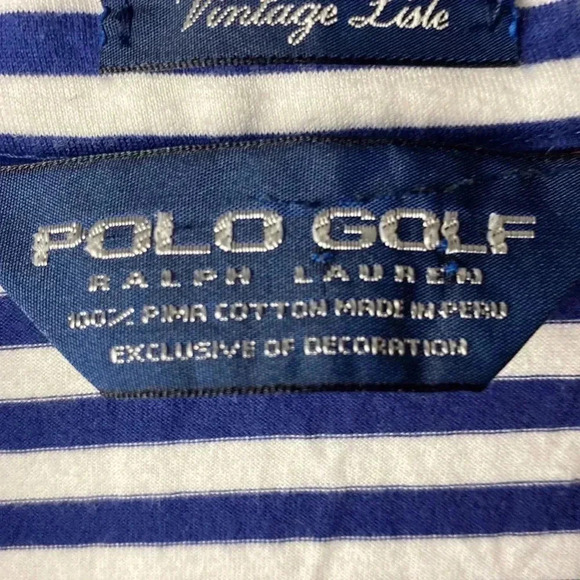 Vintage Lisle
POLO GOLF
RALPH LAUREN
100% PIMA COTTON MADE IN PERU
EXCLUSIVE OF DECORATION